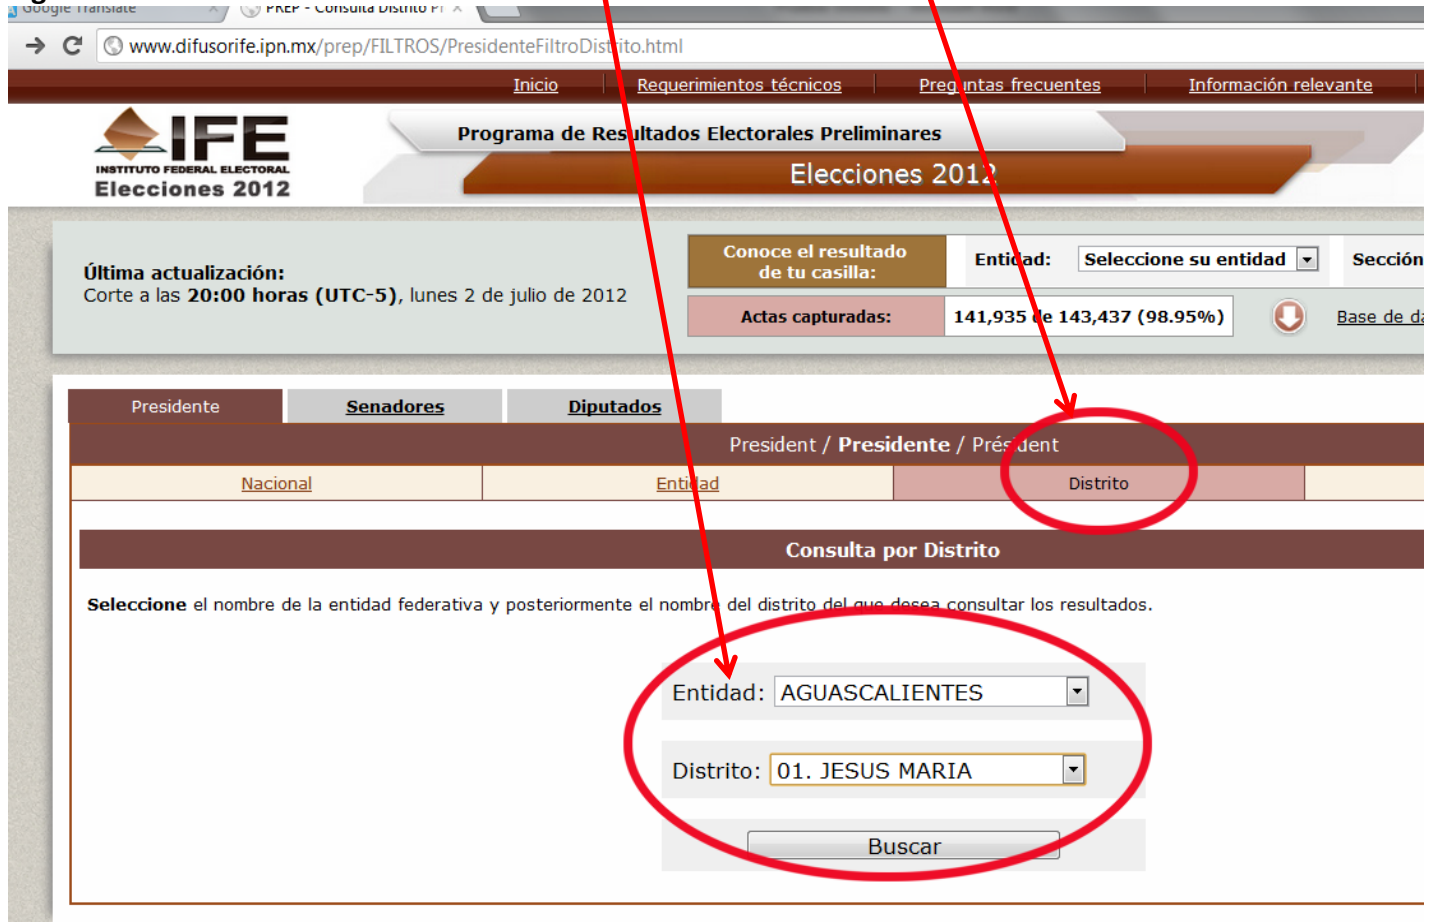 Google Translate
PREP - Consulta Distrito Pr
www.difusorife.ipn.mx/prep/FILTROS/PresidenteFiltroDistrito.html
Inicio Requerimientos técnicos Preguntas frecuentes Información relevante
IFE
INSTITUTO FEDERAL ELECTORAL
Elecciones 2012
Programa de Resultados Electorales Preliminares
Elecciones 2012
Última actualización:
Corte a las 20:00 horas (UTC-5), lunes 2 de julio de 2012
Conoce el resultado
de tu casilla:
Entidad: Seleccione su entidad Sección
Actas capturadas: 141,935 de 143,437 (98.95%) Base de da
Presidente Senadores Diputados
President / Presidente / Président
Nacional Entidad Distrito
Consulta por Distrito
Seleccione el nombre de la entidad federativa y posteriormente el nombre del distrito del que desea consultar los resultados.
Entidad: AGUASCALIENTES
Distrito: 01. JESUS MARIA
Buscar